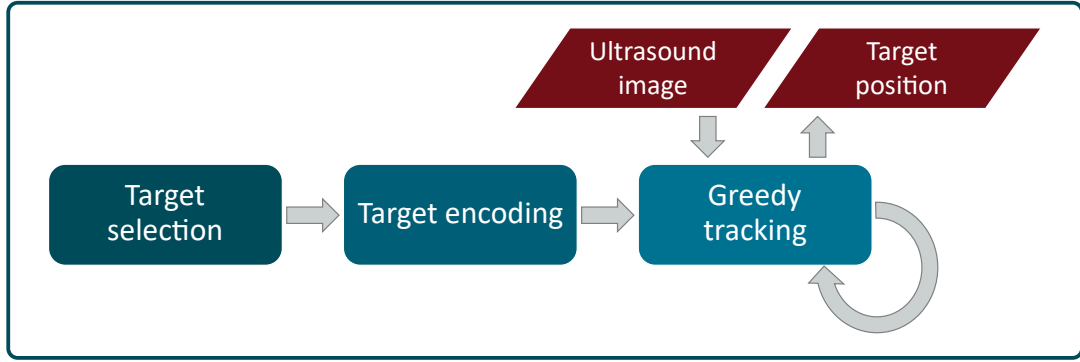 Ultrasound
image
Target
position
Target
selection
Target encoding
Greedy
tracking